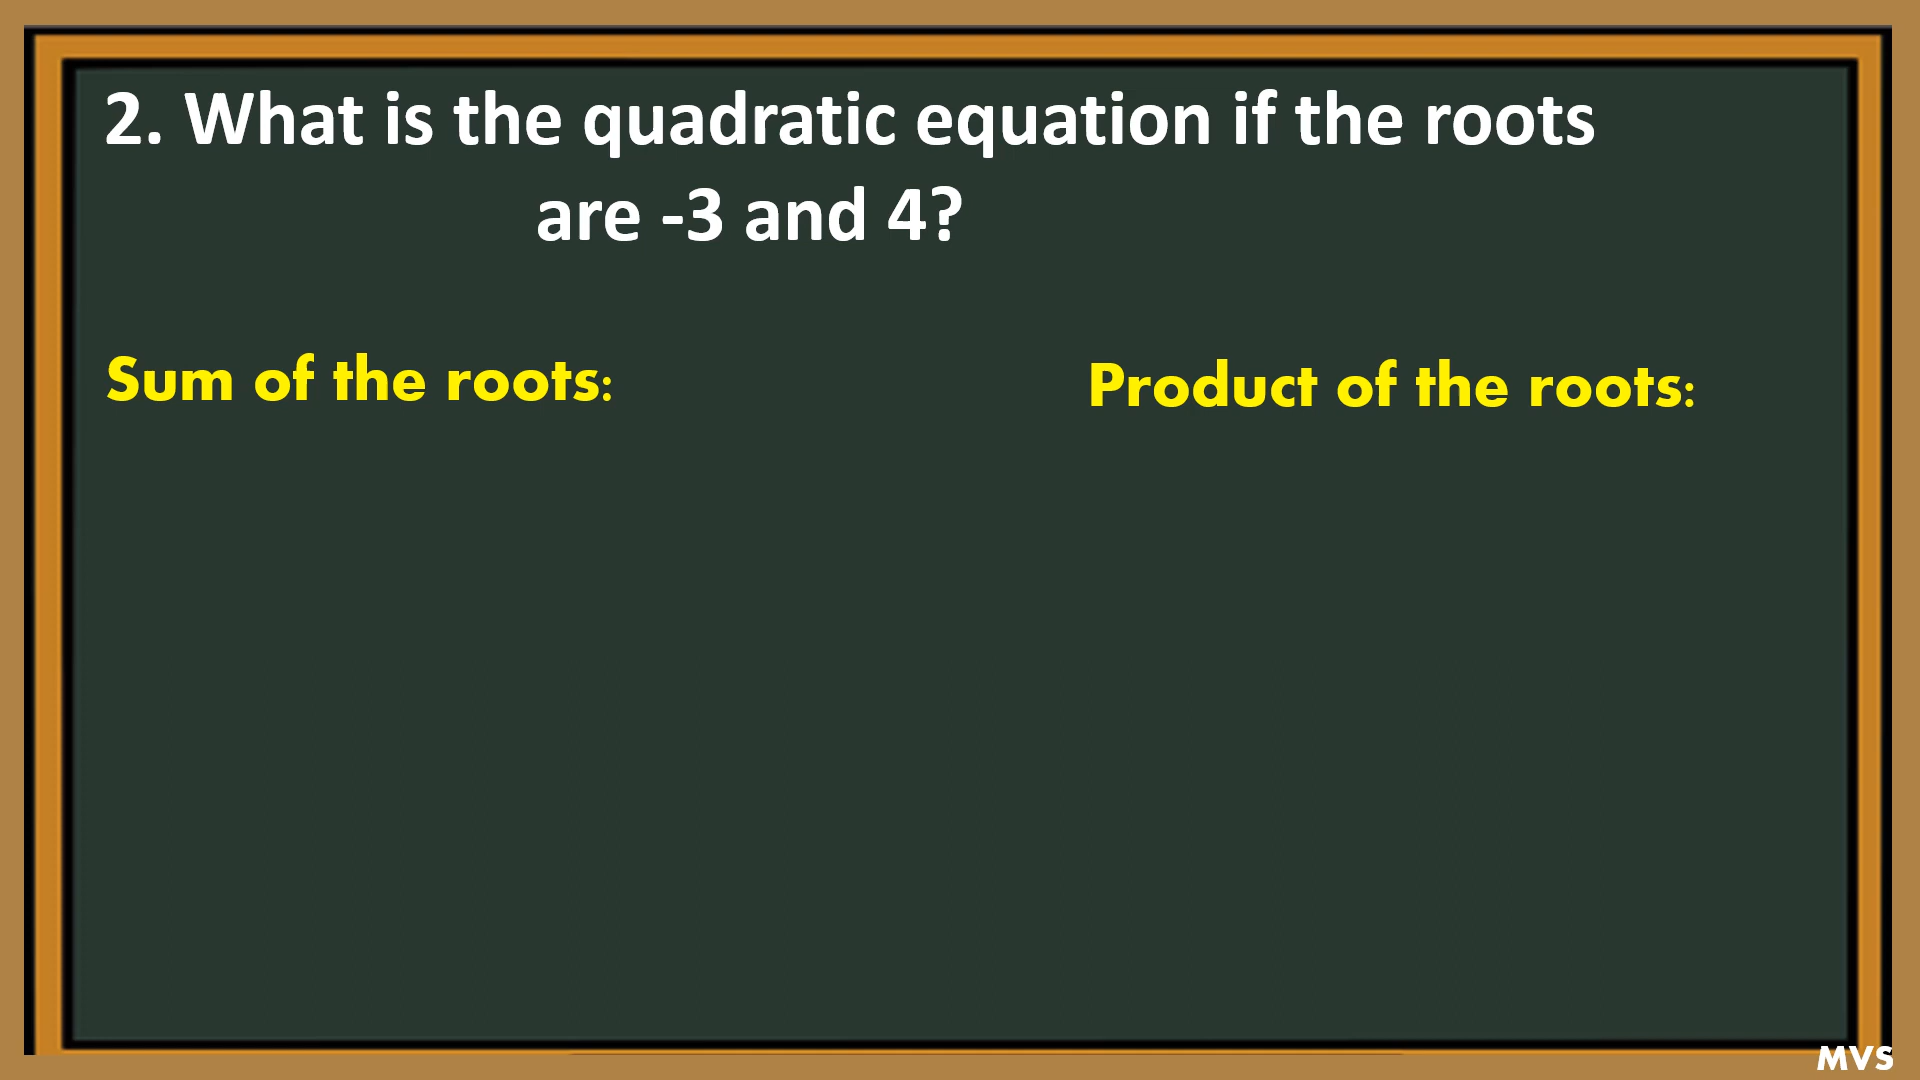 2. What is the quadratic equation if the roots
are -3 and 4?
Sum of the roots:
Product of the roots:
MVS